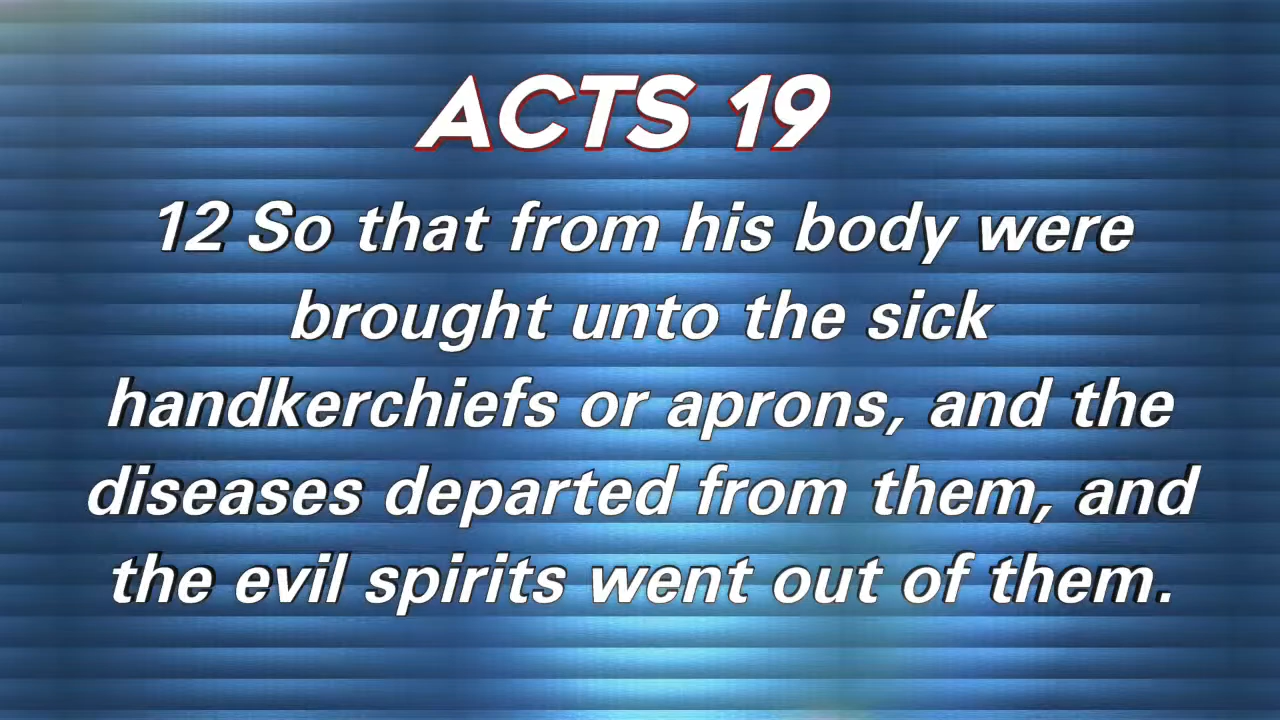 ACTS 19
12 So that from his body were
brought unto the sick
handkerchiefs or aprons, and the
diseases departed from them, and
the evil spirits went out of them.